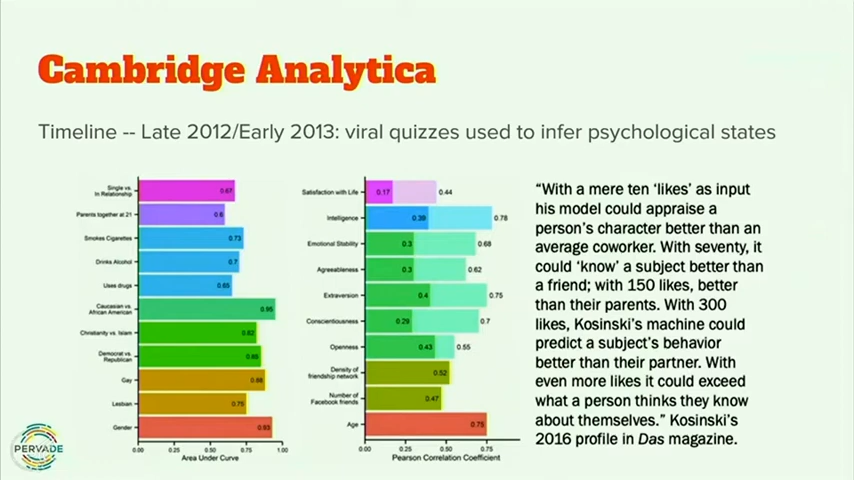 Cambridge Analytica
Timeline -- Late 2012/Early 2013: viral quizzes used to infer psychological states
Single vs.
In Relationship
0.67
Parents together at 21
0.6
Smokes Cigarettes
0.73
Drinks Alcohol
0.7
Uses drugs
0.65
Caucasian vs.
African American
0.95
Christianity vs. Islam
0.82
Democrat vs.
Republican
0.85
Gay
0.88
Lesbian
0.75
Gender
0.93
0.00 0.25 0.50 0.75 1.00
Area Under Curve
Satisfaction with Life
0.17 0.44
Intelligence
0.39 0.78
Emotional Stability
0.3 0.68
Agreeableness
0.3 0.62
Extraversion
0.4 0.75
Conscientiousness
0.29 0.7
Openness
0.43 0.55
Density of
friendship network
0.52
Number of
Facebook friends
0.47
Age
0.75
0.00 0.25 0.50 0.75
Pearson Correlation Coefficient
“With a mere ten ‘likes’ as input
his model could appraise a
person’s character better than an
average coworker. With seventy, it
could ‘know’ a subject better than
a friend; with 150 likes, better
than their parents. With 300
likes, Kosinski’s machine could
predict a subject’s behavior
better than their partner. With
even more likes it could exceed
what a person thinks they know
about themselves.” Kosinski’s
2016 profile in Das magazine.
PERVADE